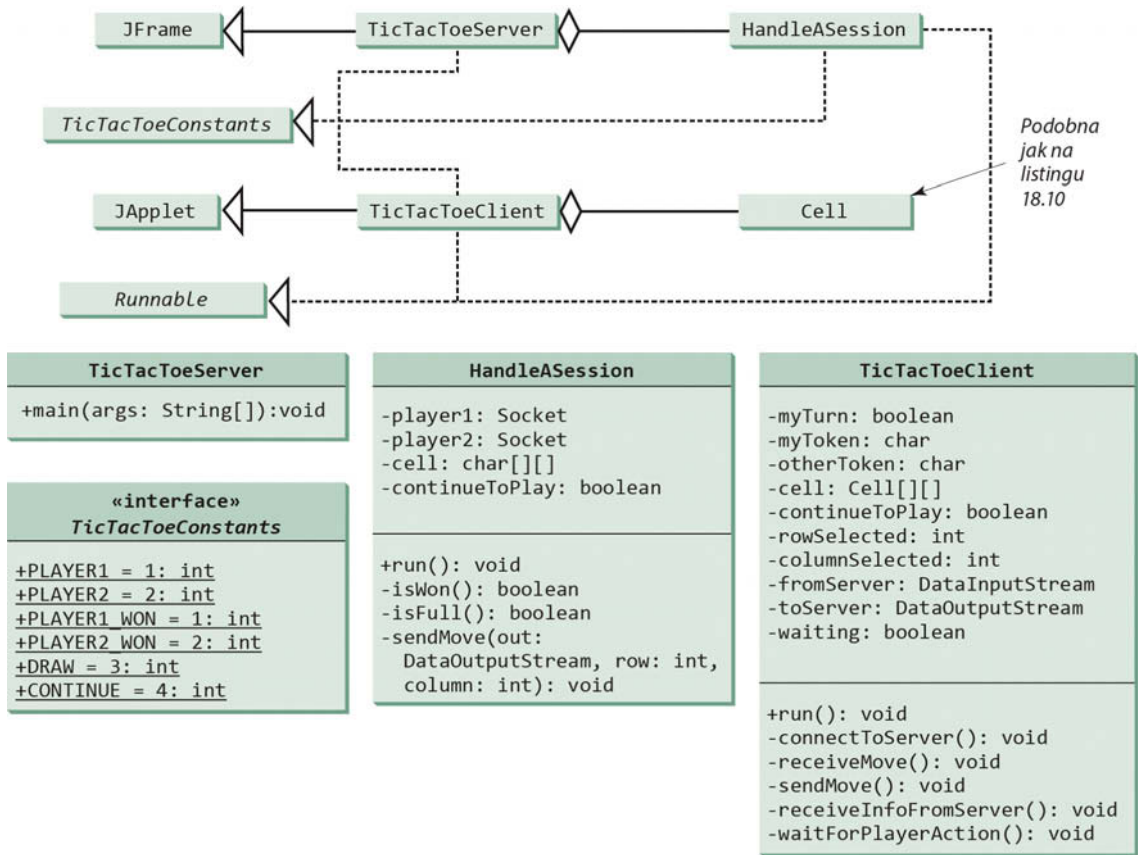 JFrame
TicTacToeServer
HandleASession
TicTacToeConstants
Podobna
jak na
listingu
18.10
JApplet
TicTacToeClient
Cell
Runnable
TicTacToeServer
+main(args: String[]):void
«interface»
TicTacToeConstants
+PLAYER1 = 1: int
+PLAYER2 = 2: int
+PLAYER1_WON = 1: int
+PLAYER2_WON = 2: int
+DRAW = 3: int
+CONTINUE = 4: int
HandleASession
-player1: Socket
-player2: Socket
-cell: char[][]
-continueToPlay: boolean
+run(): void
-isWon(): boolean
-isFull(): boolean
-sendMove(out:
DataOutputStream, row: int,
column: int): void
TicTacToeClient
-myTurn: boolean
-myToken: char
-otherToken: char
-cell: Cell[][]
-continueToPlay: boolean
-rowSelected: int
-columnSelected: int
-fromServer: DataInputStream
-toServer: DataOutputStream
-waiting: boolean
+run(): void
-connectToServer(): void
-receiveMove(): void
-sendMove(): void
-receiveInfoFromServer(): void
-waitForPlayerAction(): void